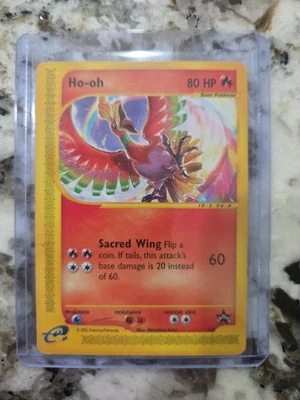 Ho-oh 80 HP
Basic Pokémon
Sacred Wing Flip a
coin. If tails, this attack's
base damage is 20 instead
of 60.
60
weakness resistance retreat cost
e